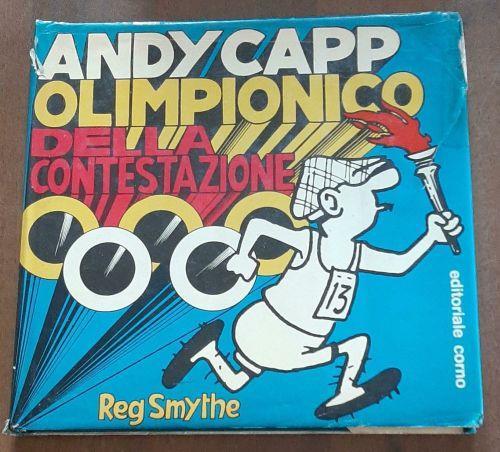 ANDY CAPP
OLIMPIONICO
DELLA
CONTESTAZIONE
13
editoriale corno
Reg Smythe